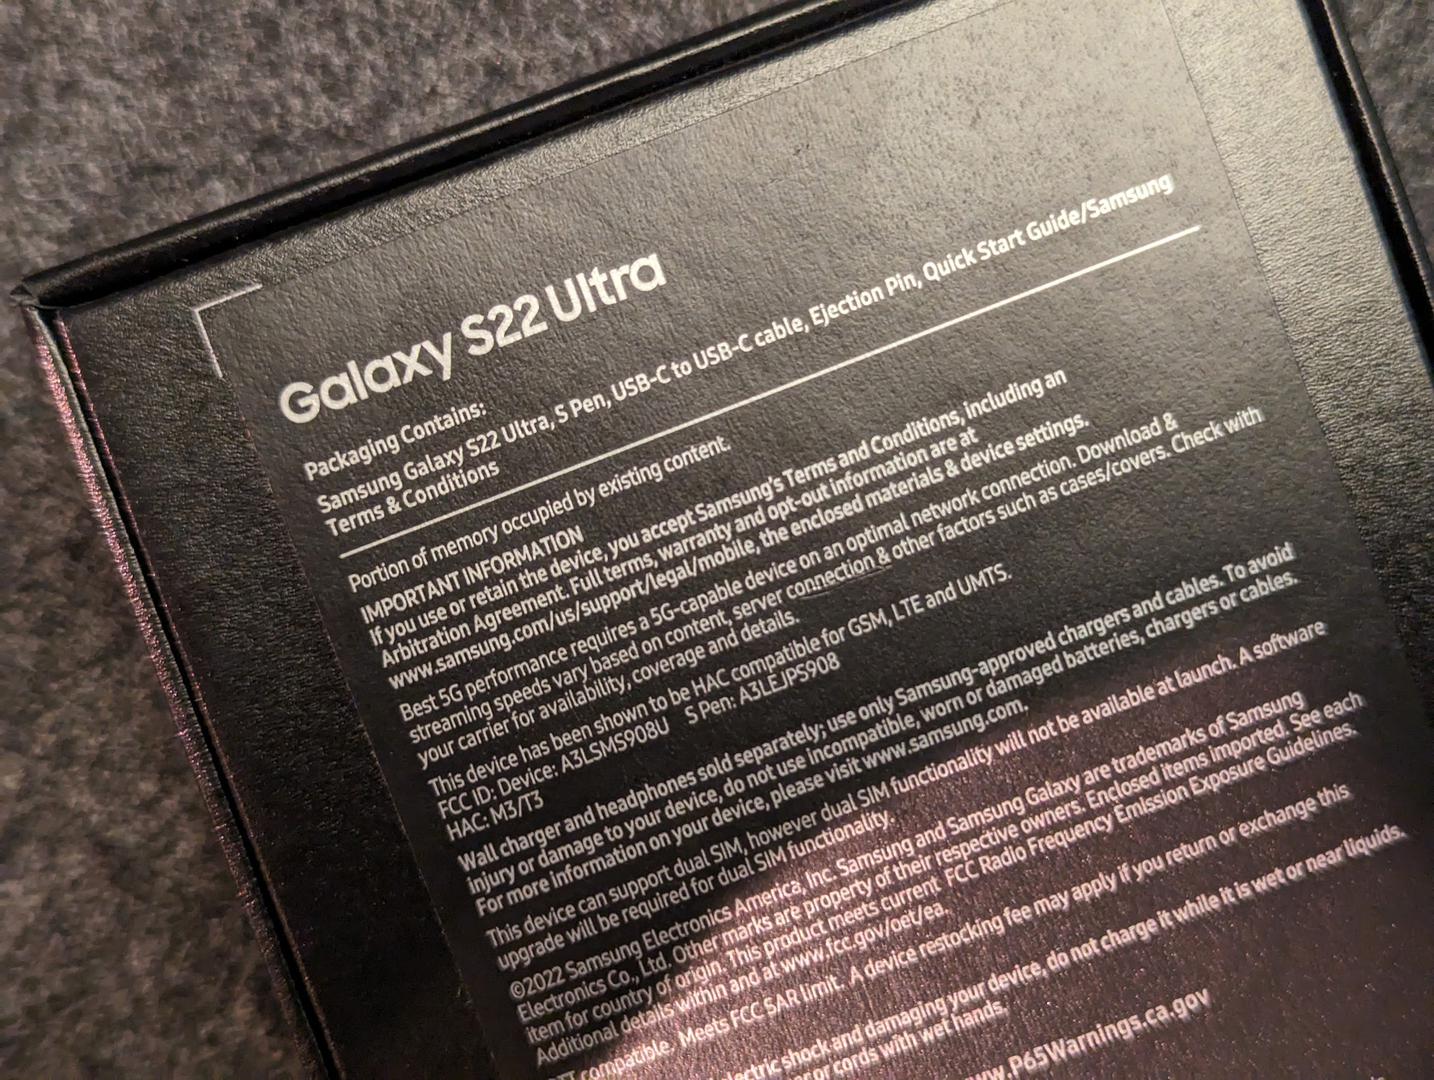 Galaxy S22 Ultra
Packaging Contains:
Samsung Galaxy S22 Ultra, S Pen, USB-C to USB-C cable, Ejection Pin, Quick Start Guide/Samsung
Terms & Conditions
Portion of memory occupied by existing content.
IMPORTANT INFORMATION
If you use or retain the device, you accept Samsung's Terms and Conditions, including an
Arbitration Agreement. Full terms, warranty and opt-out information are at
www.samsung.com/us/support/legal/mobile, the enclosed materials & device settings.
Best 5G performance requires a 5G-capable device on an optimal network connection. Download &
streaming speeds vary based on content, server connection & other factors such as cases/covers. Check with
your carrier for availability, coverage and details.
This device has been shown to be HAC compatible for GSM, LTE and UMTS.
FCC ID: Device: A3LSMS908U S Pen: A3LEJPS908
HAC: M3/T3
Wall charger and headphones sold separately; use only Samsung-approved chargers and cables. To avoid
injury or damage to your device, do not use incompatible, worn or damaged batteries, chargers or cables.
For more information on your device, please visit www.samsung.com.
This device can support dual SIM, however dual SIM functionality will not be available at launch. A software
upgrade will be required for dual SIM functionality.
©2022 Samsung Electronics America, Inc. Samsung and Samsung Galaxy are trademarks of Samsung
Electronics Co., Ltd. Other marks are property of their respective owners. Enclosed items imported. See each
item for country of origin. This product meets current FCC Radio Frequency Emission Exposure Guidelines.
Additional details within and at www.fcc.gov/oet/ea.
compatible. Meets FCC SAR limit. A device restocking fee may apply if you return or exchange this
electric shock and damaging your device, do not charge it while it is wet or near liquids.
or cords with wet hands.
www.P65Warnings.ca.gov